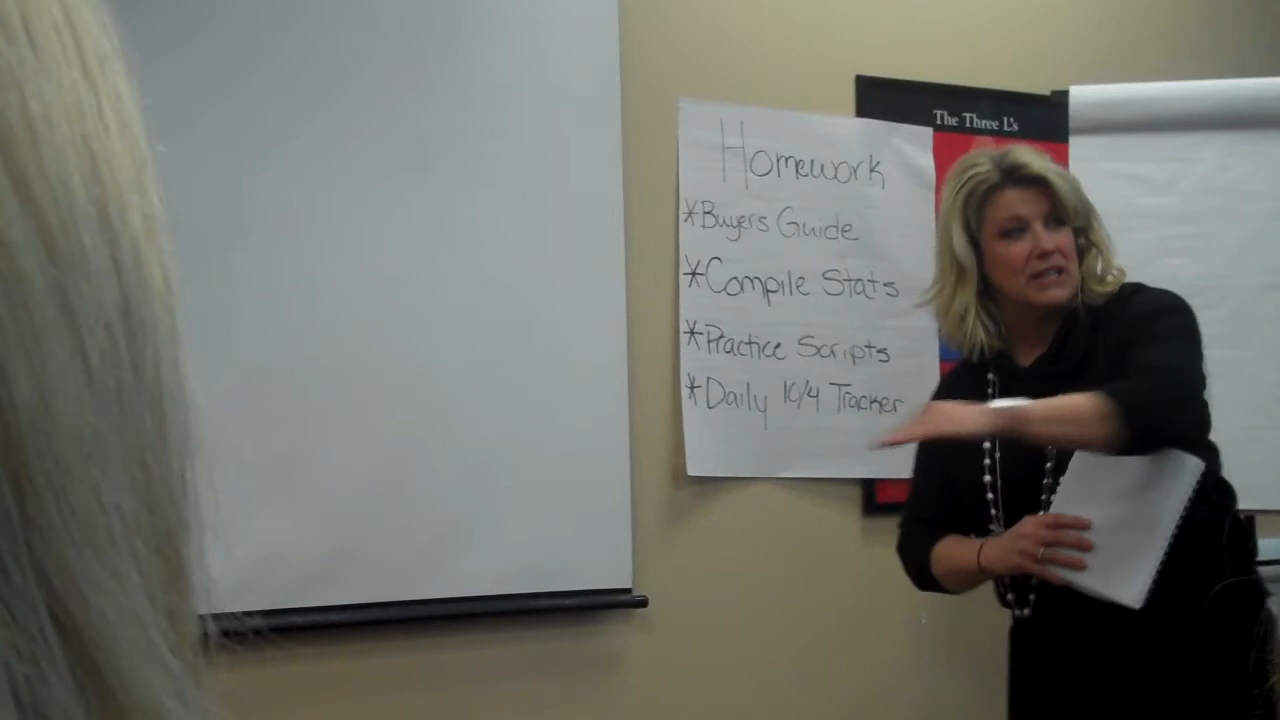 Homework
*Buyers Guide
*Compile Stats
*Practice Scripts
*Daily 10/4 Tracker
The Three L's